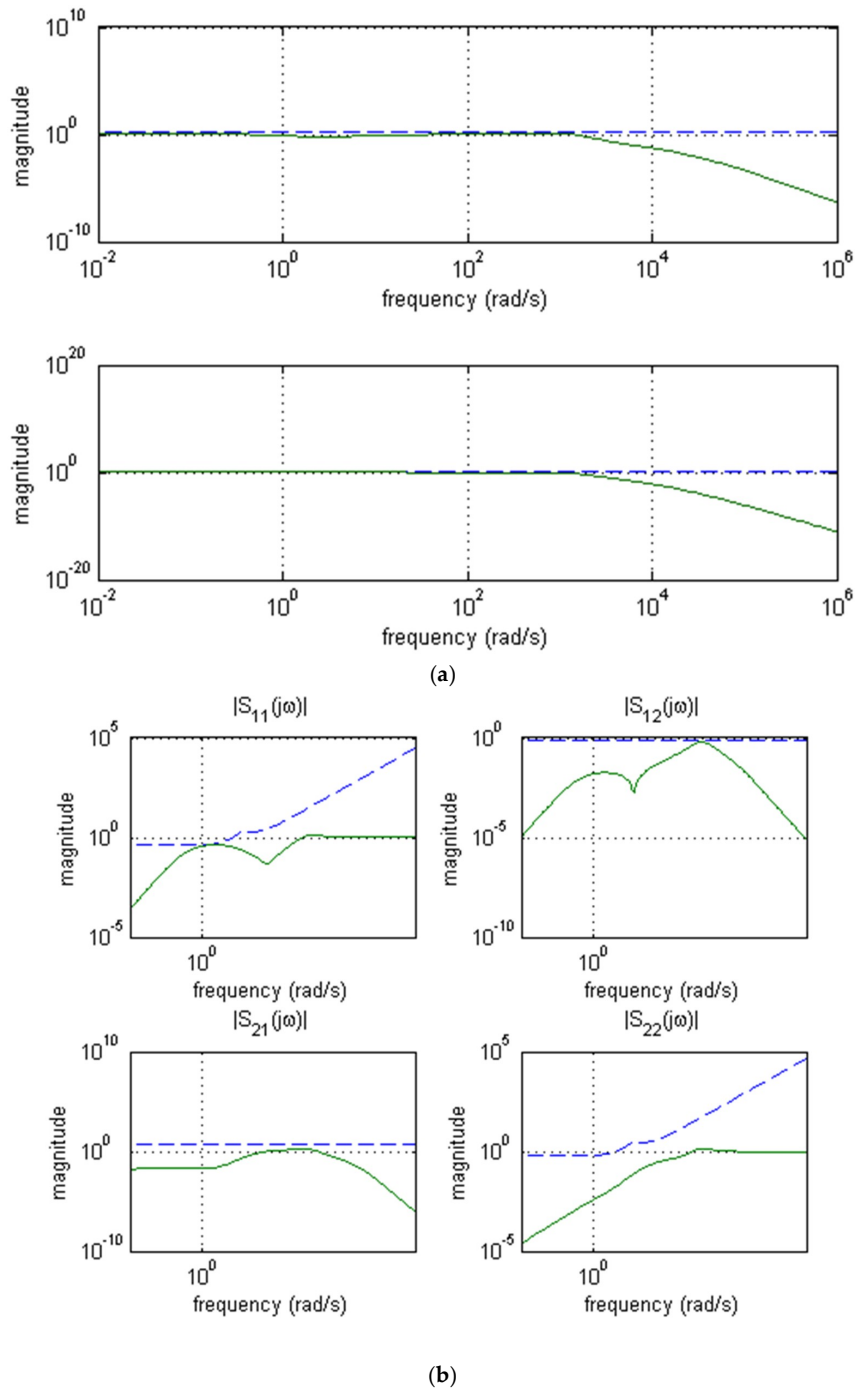 10^10
10^0
10^-10
magnitude
10^-2 10^0 10^2 10^4 10^6
frequency (rad/s)
10^20
10^0
10^-20
magnitude
10^-2 10^0 10^2 10^4 10^6
frequency (rad/s)
(a)
|S_11(jω)|
10^5
10^0
10^-5
magnitude
10^0
frequency (rad/s)
|S_12(jω)|
10^0
10^-5
10^-10
magnitude
10^0
frequency (rad/s)
|S_21(jω)|
10^10
10^0
10^-10
magnitude
10^0
frequency (rad/s)
|S_22(jω)|
10^5
10^0
10^-5
magnitude
10^0
frequency (rad/s)
(b)